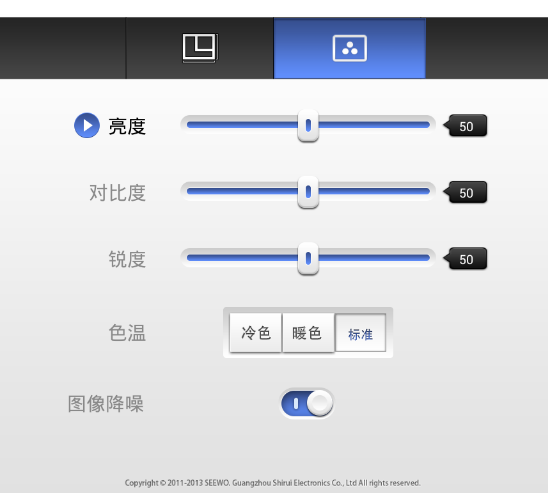 亮度 50
对比度 50
锐度 50
色温 冷色 暖色 标准
图像降噪
Copyright © 2011-2013 SEEWO. Guangzhou Shirui Electronics Co., Ltd All rights reserved.